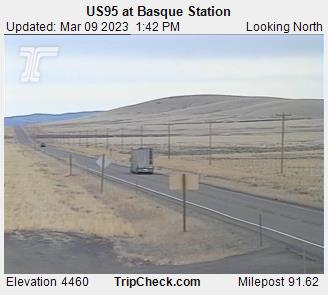 US95 at Basque Station
Updated: Mar 09 2023 1:42 PM Looking North
Elevation 4460 TripCheck.com Milepost 91.62